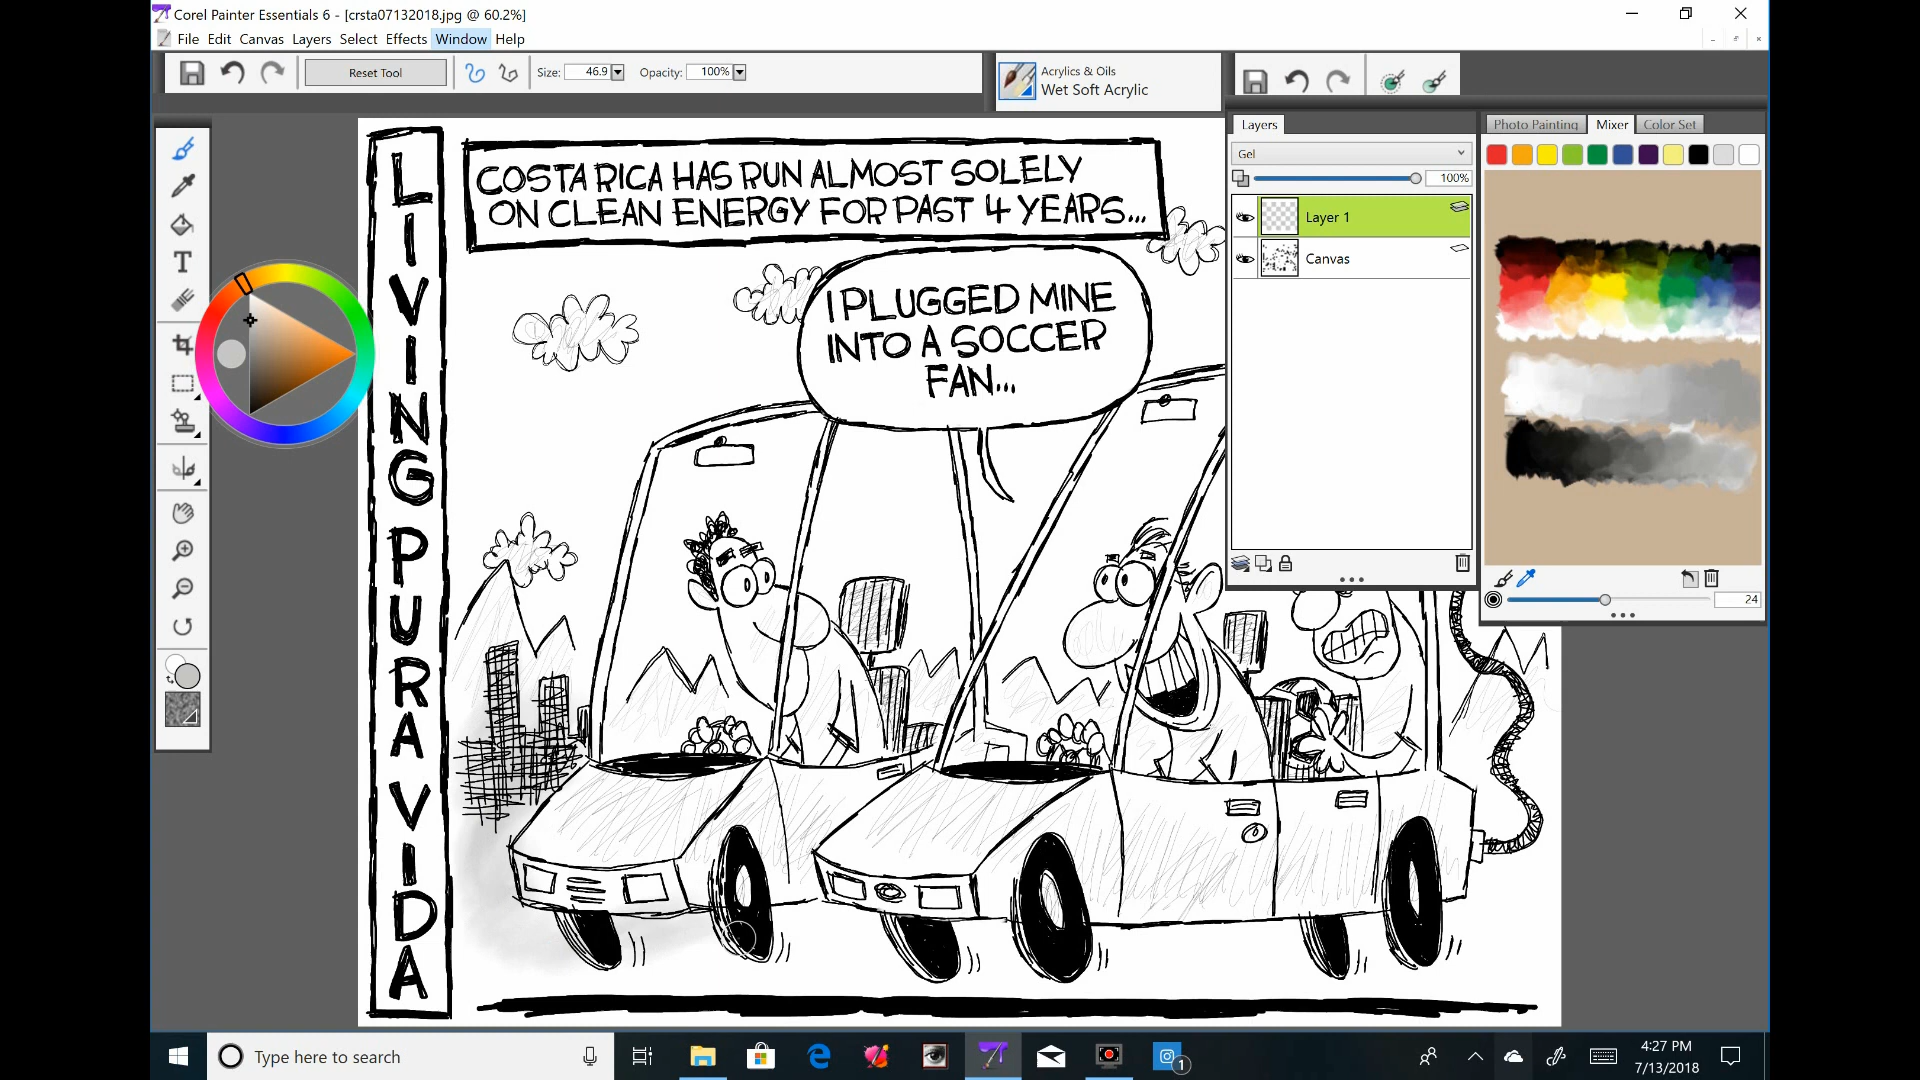 Corel Painter Essentials 6 - [crsta07132018.jpg @ 60.2%]
File Edit Canvas Layers Select Effects Window Help
Reset Tool
Size: 46.9
Opacity: 100%
Acrylics & Oils
Wet Soft Acrylic
Layers
Gel
100%
Layer 1
Canvas
Photo Painting Mixer Color Set
24
T
LIVING PURA VIDA
COSTA RICA HAS RUN ALMOST SOLELY
ON CLEAN ENERGY FOR PAST 4 YEARS...
I PLUGGED MINE
INTO A SOCCER
FAN...
Type here to search
1
4:27 PM
7/13/2018